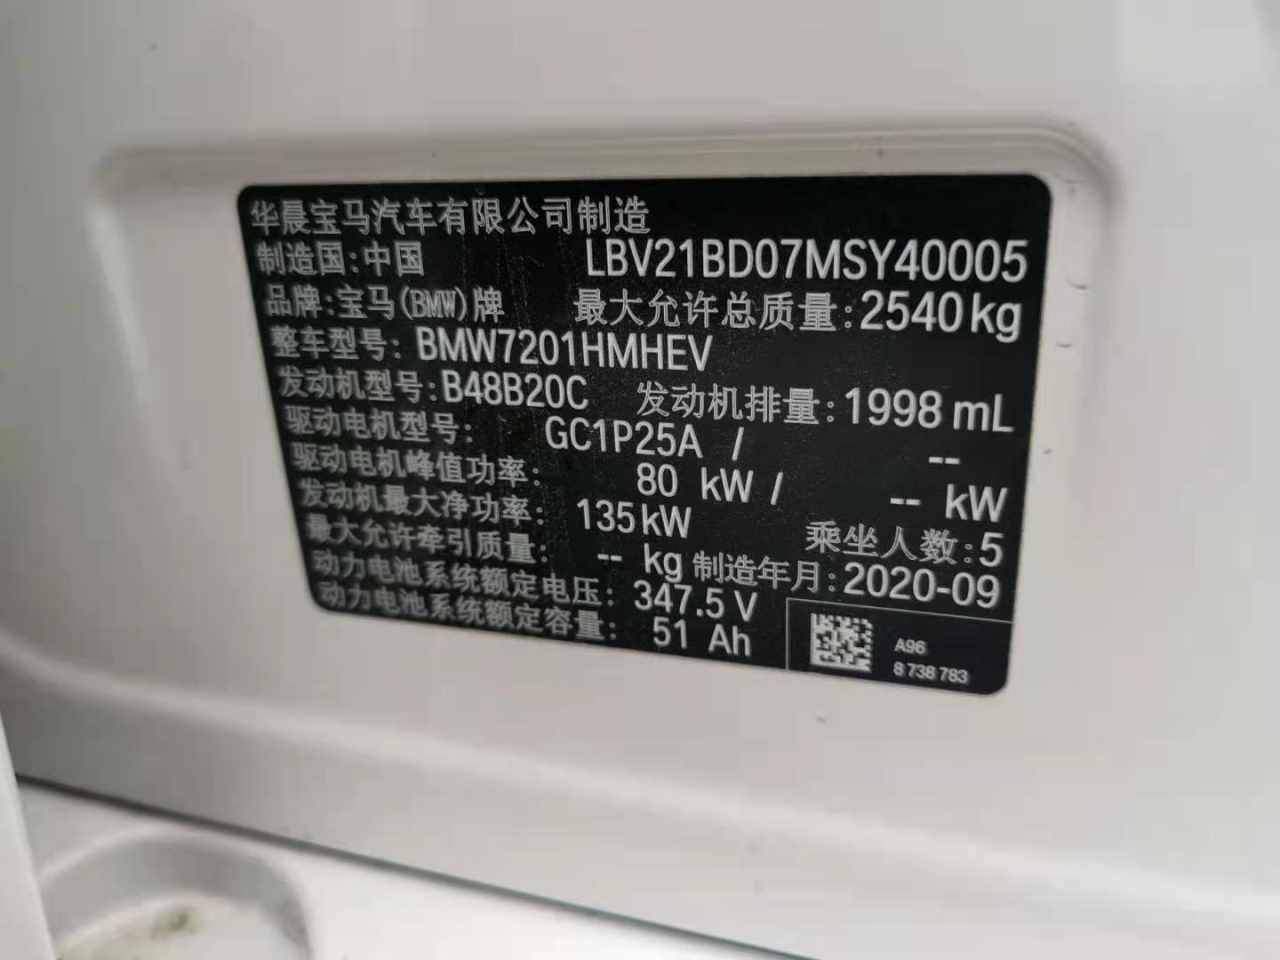 华晨宝马汽车有限公司制造
制造国:中国 LBV21BD07MSY40005
品牌:宝马(BMW)牌 最大允许总质量:2540kg
整车型号:BMW7201HMHEV
发动机型号:B48B20C 发动机排量:1998 mL
驱动电机型号: GC1P25A / --
驱动电机峰值功率: 80 kW / -- kW
发动机最大净功率: 135kW 乘坐人数:5
最大允许牵引质量: -- kg 制造年月:2020-09
动力电池系统额定电压: 347.5 V
动力电池系统额定容量: 51 Ah
A96
8 738 783